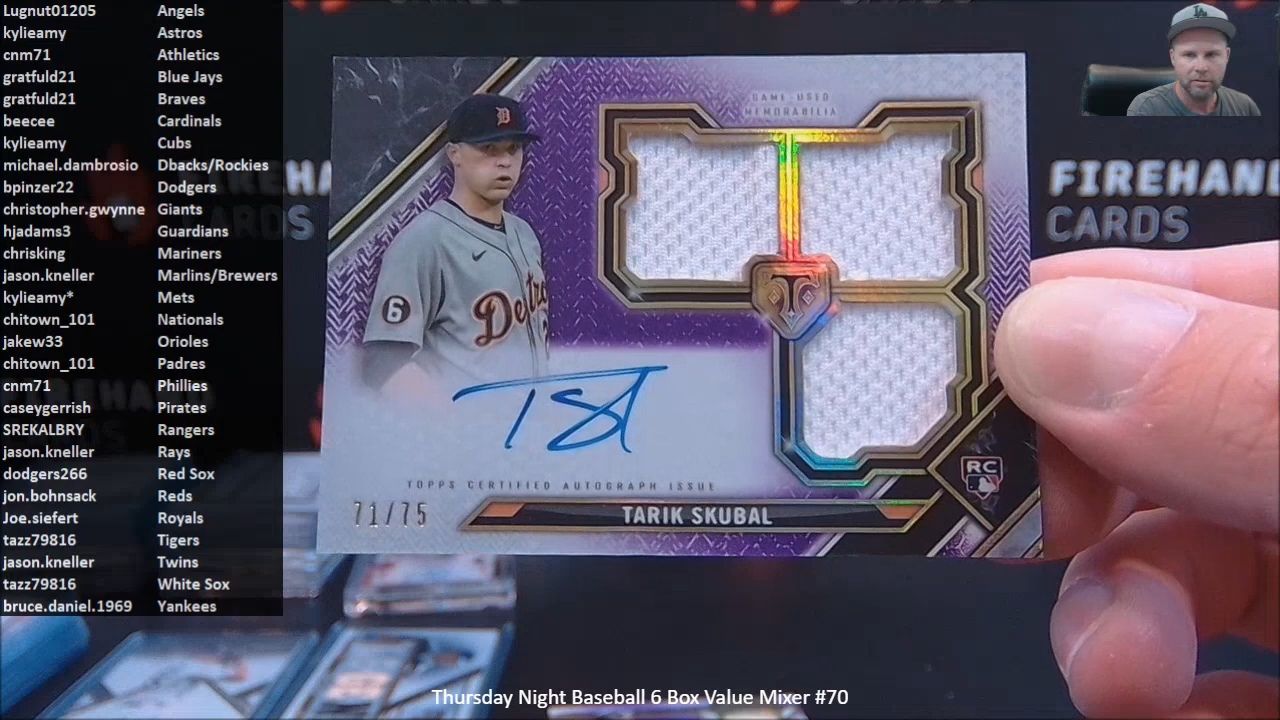 Lugnut01205 Angels
kylieamy Astros
cnm71 Athletics
gratfuld21 Blue Jays
gratfuld21 Braves
beecee Cardinals
kylieamy Cubs
michael.dambrosio Dbacks/Rockies
bpinzer22 Dodgers
christopher.gwynne Giants
hjadams3 Guardians
chrisking Mariners
jason.kneller Marlins/Brewers
kylieamy* Mets
chitown_101 Nationals
jakew33 Orioles
chitown_101 Padres
cnm71 Phillies
caseygerrish Pirates
SREKALBRY Rangers
jason.kneller Rays
dodgers266 Red Sox
jon.bohnsack Reds
Joe.siefert Royals
tazz79816 Tigers
jason.kneller Twins
tazz79816 White Sox
bruce.daniel.1969 Yankees
GAME-USED
MEMORABILIA
D
6
Detro
TOPPS CERTIFIED AUTOGRAPH ISSUE
71/75
TARIK SKUBAL
RC
FIREHAN
CARDS
LA
Thursday Night Baseball 6 Box Value Mixer #70